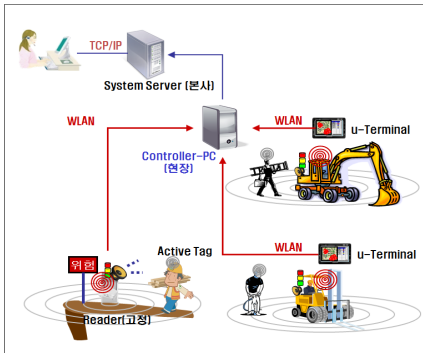 TCP/IP
System Server (본사)
WLAN
WLAN
u-Terminal
Controller-PC
(현장)
WLAN
u-Terminal
위험
Active Tag
Reader(고정)